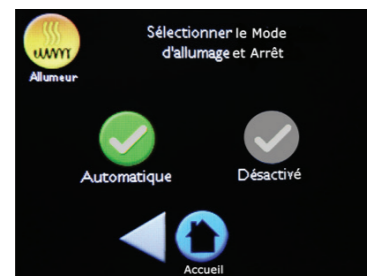 Sélectionner le Mode
d'allumage et Arrêt
Allumeur
Automatique
Désactivé
Accueil